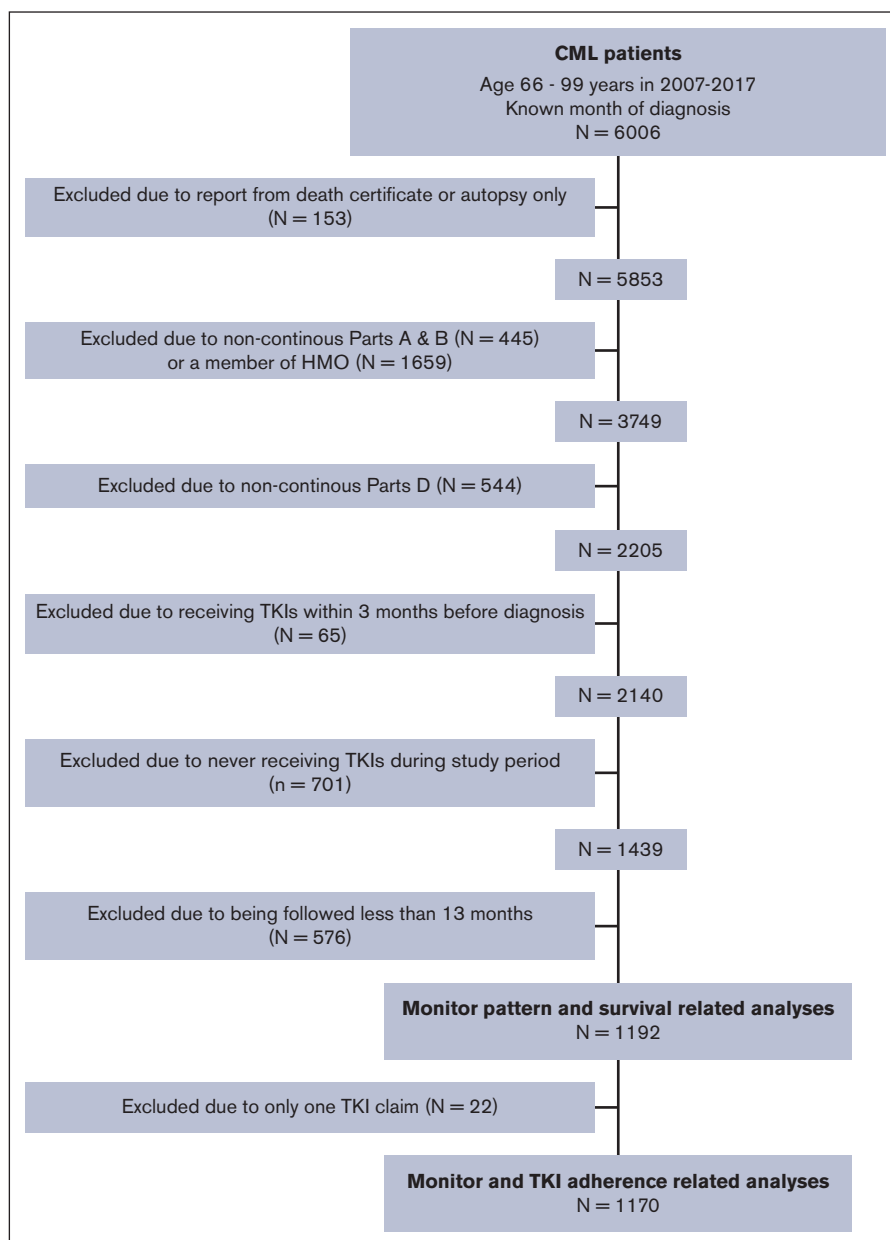 CML patients
Age 66 - 99 years in 2007-2017
Known month of diagnosis
N = 6006
Excluded due to report from death certificate or autopsy only
(N = 153)
N = 5853
Excluded due to non-continous Parts A & B (N = 445)
or a member of HMO (N = 1659)
N = 3749
Excluded due to non-continous Parts D (N = 544)
N = 2205
Excluded due to receiving TKIs within 3 months before diagnosis
(N = 65)
N = 2140
Excluded due to never receiving TKIs during study period
(n = 701)
N = 1439
Excluded due to being followed less than 13 months
(N = 576)
Monitor pattern and survival related analyses
N = 1192
Excluded due to only one TKI claim (N = 22)
Monitor and TKI adherence related analyses
N = 1170